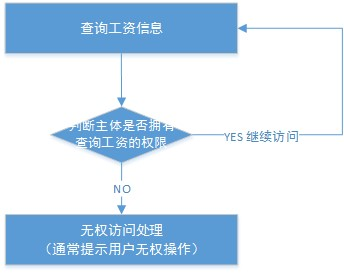 查询工资信息
判断主体是否拥有
查询工资的权限
YES 继续访问
NO
无权访问处理
（通常提示用户无权操作）